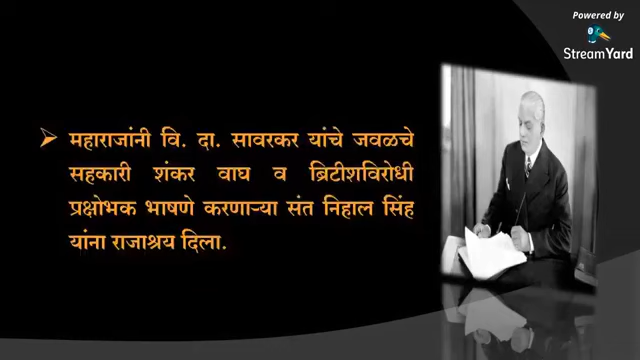 Powered by
StreamYard
महाराजांनी वि. दा. सावरकर यांचे जवळचे
सहकारी शंकर वाघ व ब्रिटीशविरोधी
प्रक्षोभक भाषणे करणाऱ्या संत निहाल सिंह
यांना राजाश्रय दिला.